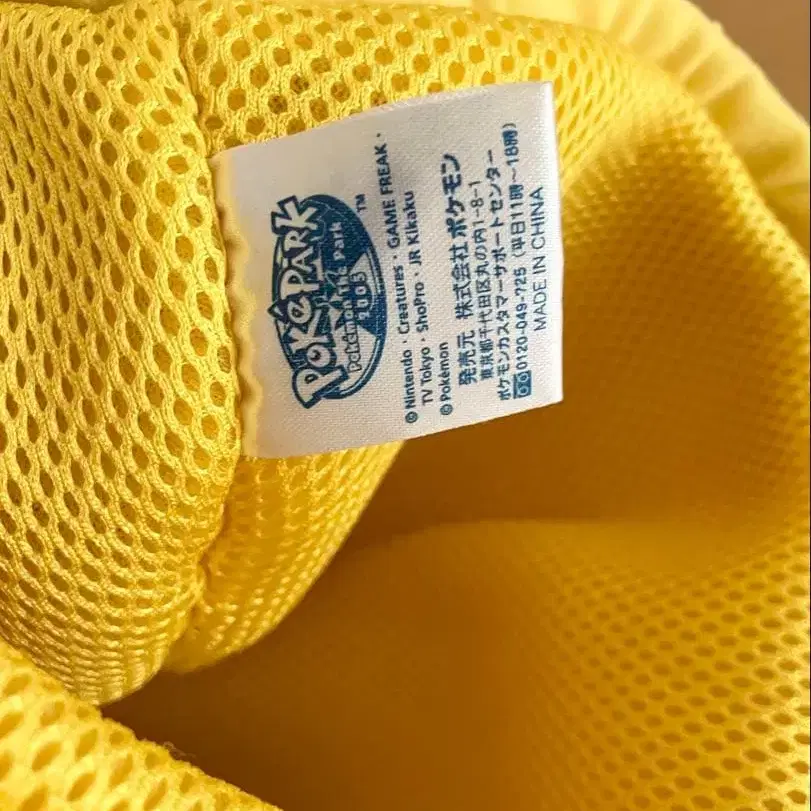 POKéPARK
Pokémon the Park
2005
TM
©Nintendo・Creatures・GAME FREAK・
TV Tokyo・ShoPro・JR Kikaku
©Pokémon
発売元 株式会社ポケモン
東京都千代田区丸の内1-8-1
ポケモンカスタマーサポートセンター
0120-049-725 (平日11時〜18時)
MADE IN CHINA